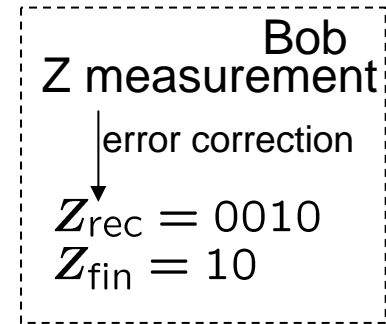 Bob
Z measurement
error correction
Z_rec = 0010
Z_fin = 10